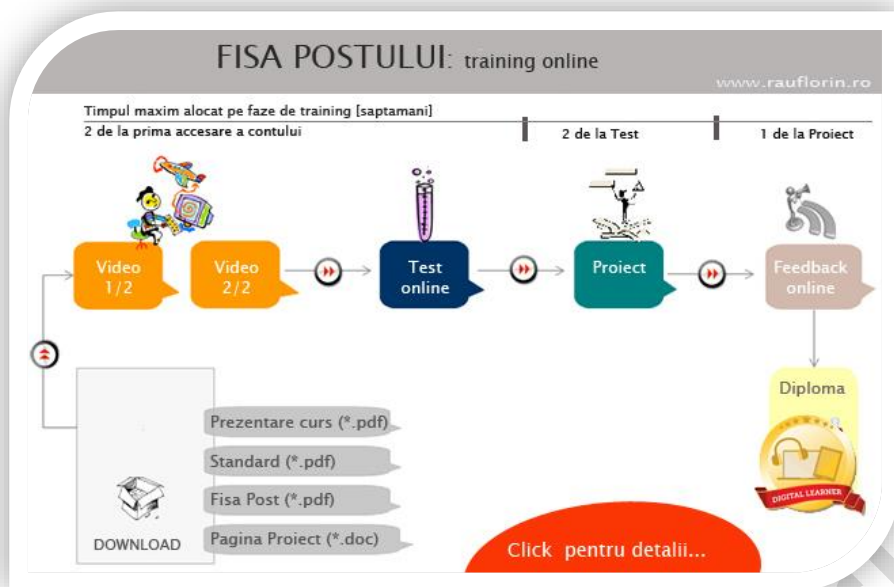 FISA POSTULUI: training online
www.rauflorin.ro
Timpul maxim alocat pe faze de training [saptamani]
2 de la prima accesare a contului
2 de la Test
1 de la Proiect
Video
1/2
Video
2/2
Test
online
Proiect
Feedback
online
Diploma
DIGITAL LEARNER
Prezentare curs (*.pdf)
Standard (*.pdf)
Fisa Post (*.pdf)
Pagina Proiect (*.doc)
DOWNLOAD
Click pentru detalii...